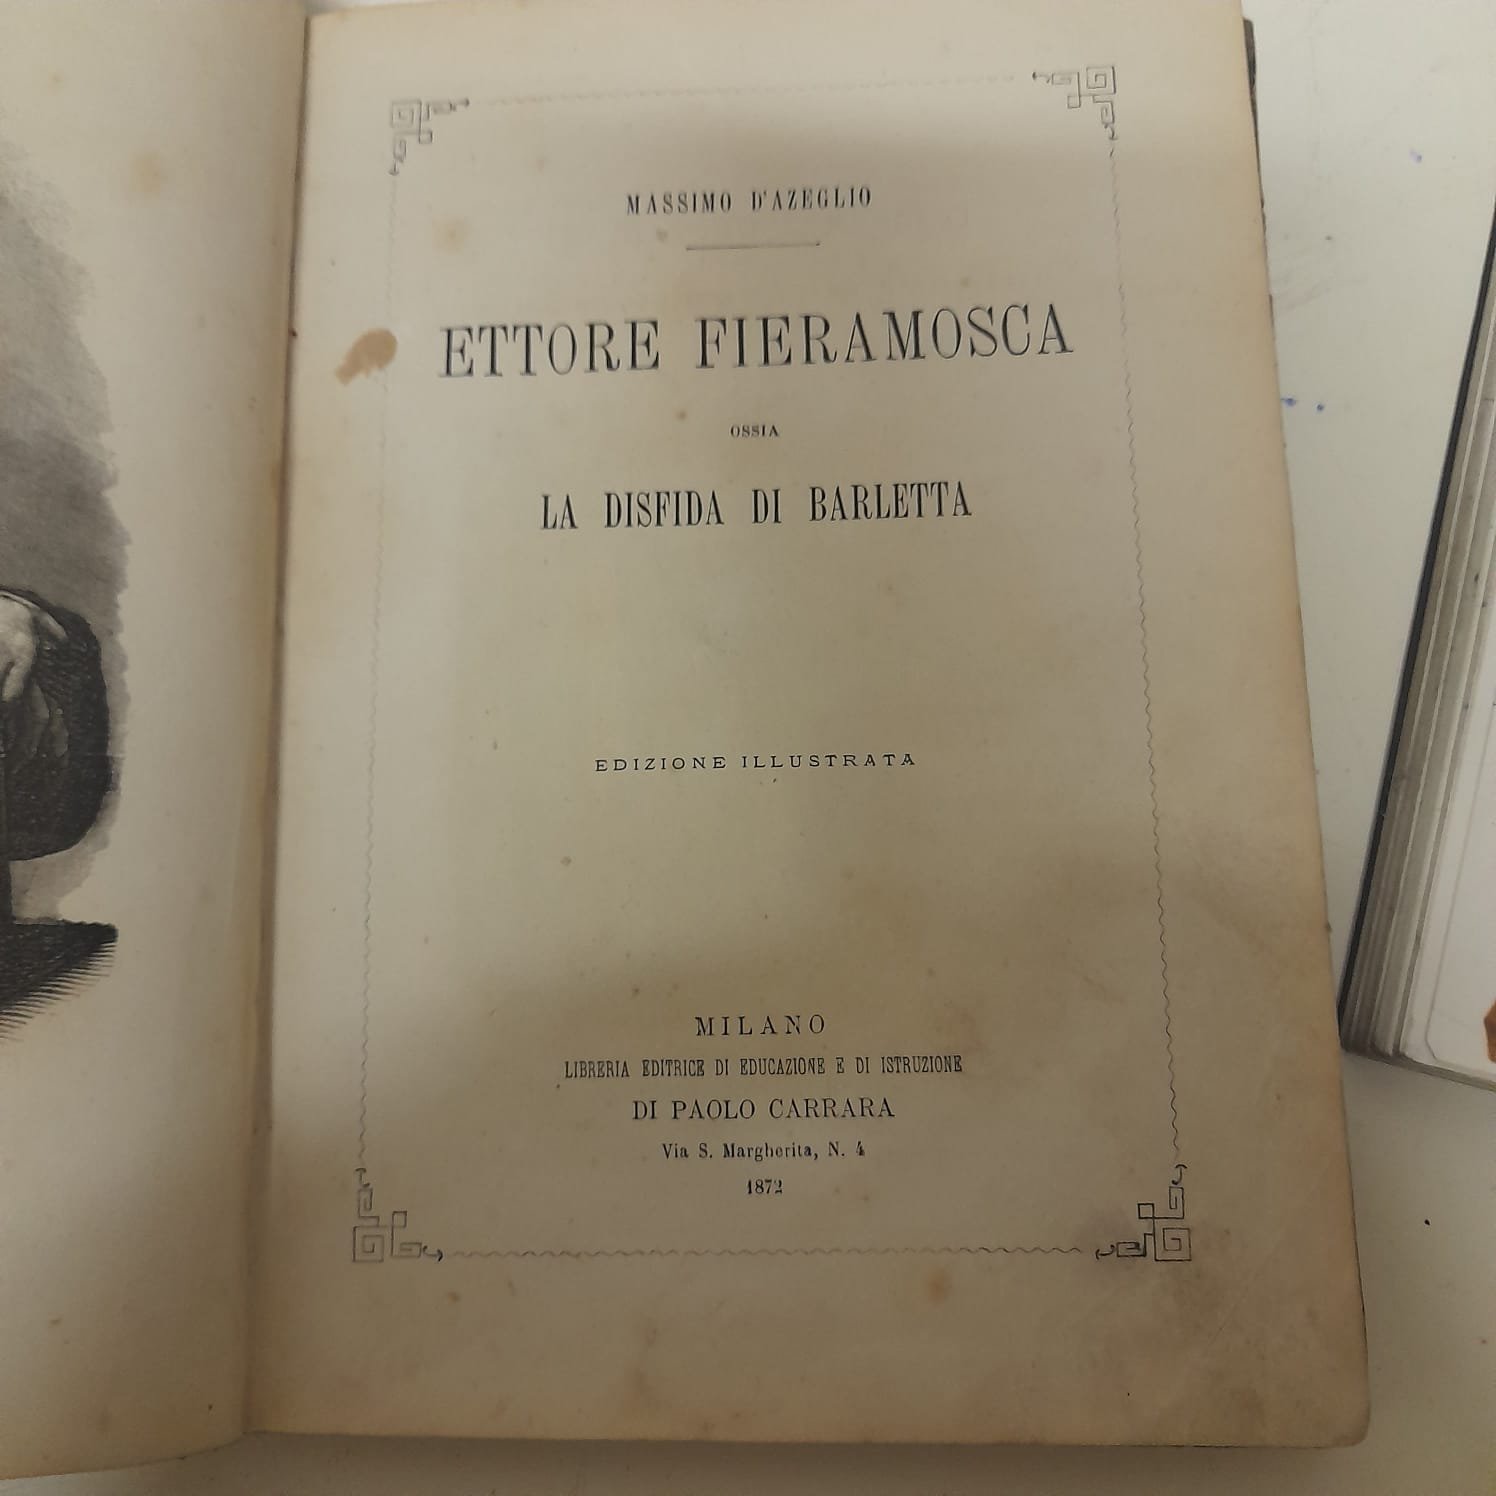 MASSIMO D'AZEGLIO
ETTORE FIERAMOSCA
OSSIA
LA DISFIDA DI BARLETTA
EDIZIONE ILLUSTRATA
MILANO
LIBRERIA EDITRICE DI EDUCAZIONE E DI ISTRUZIONE
DI PAOLO CARRARA
Via S. Margherita, N. 4
1872